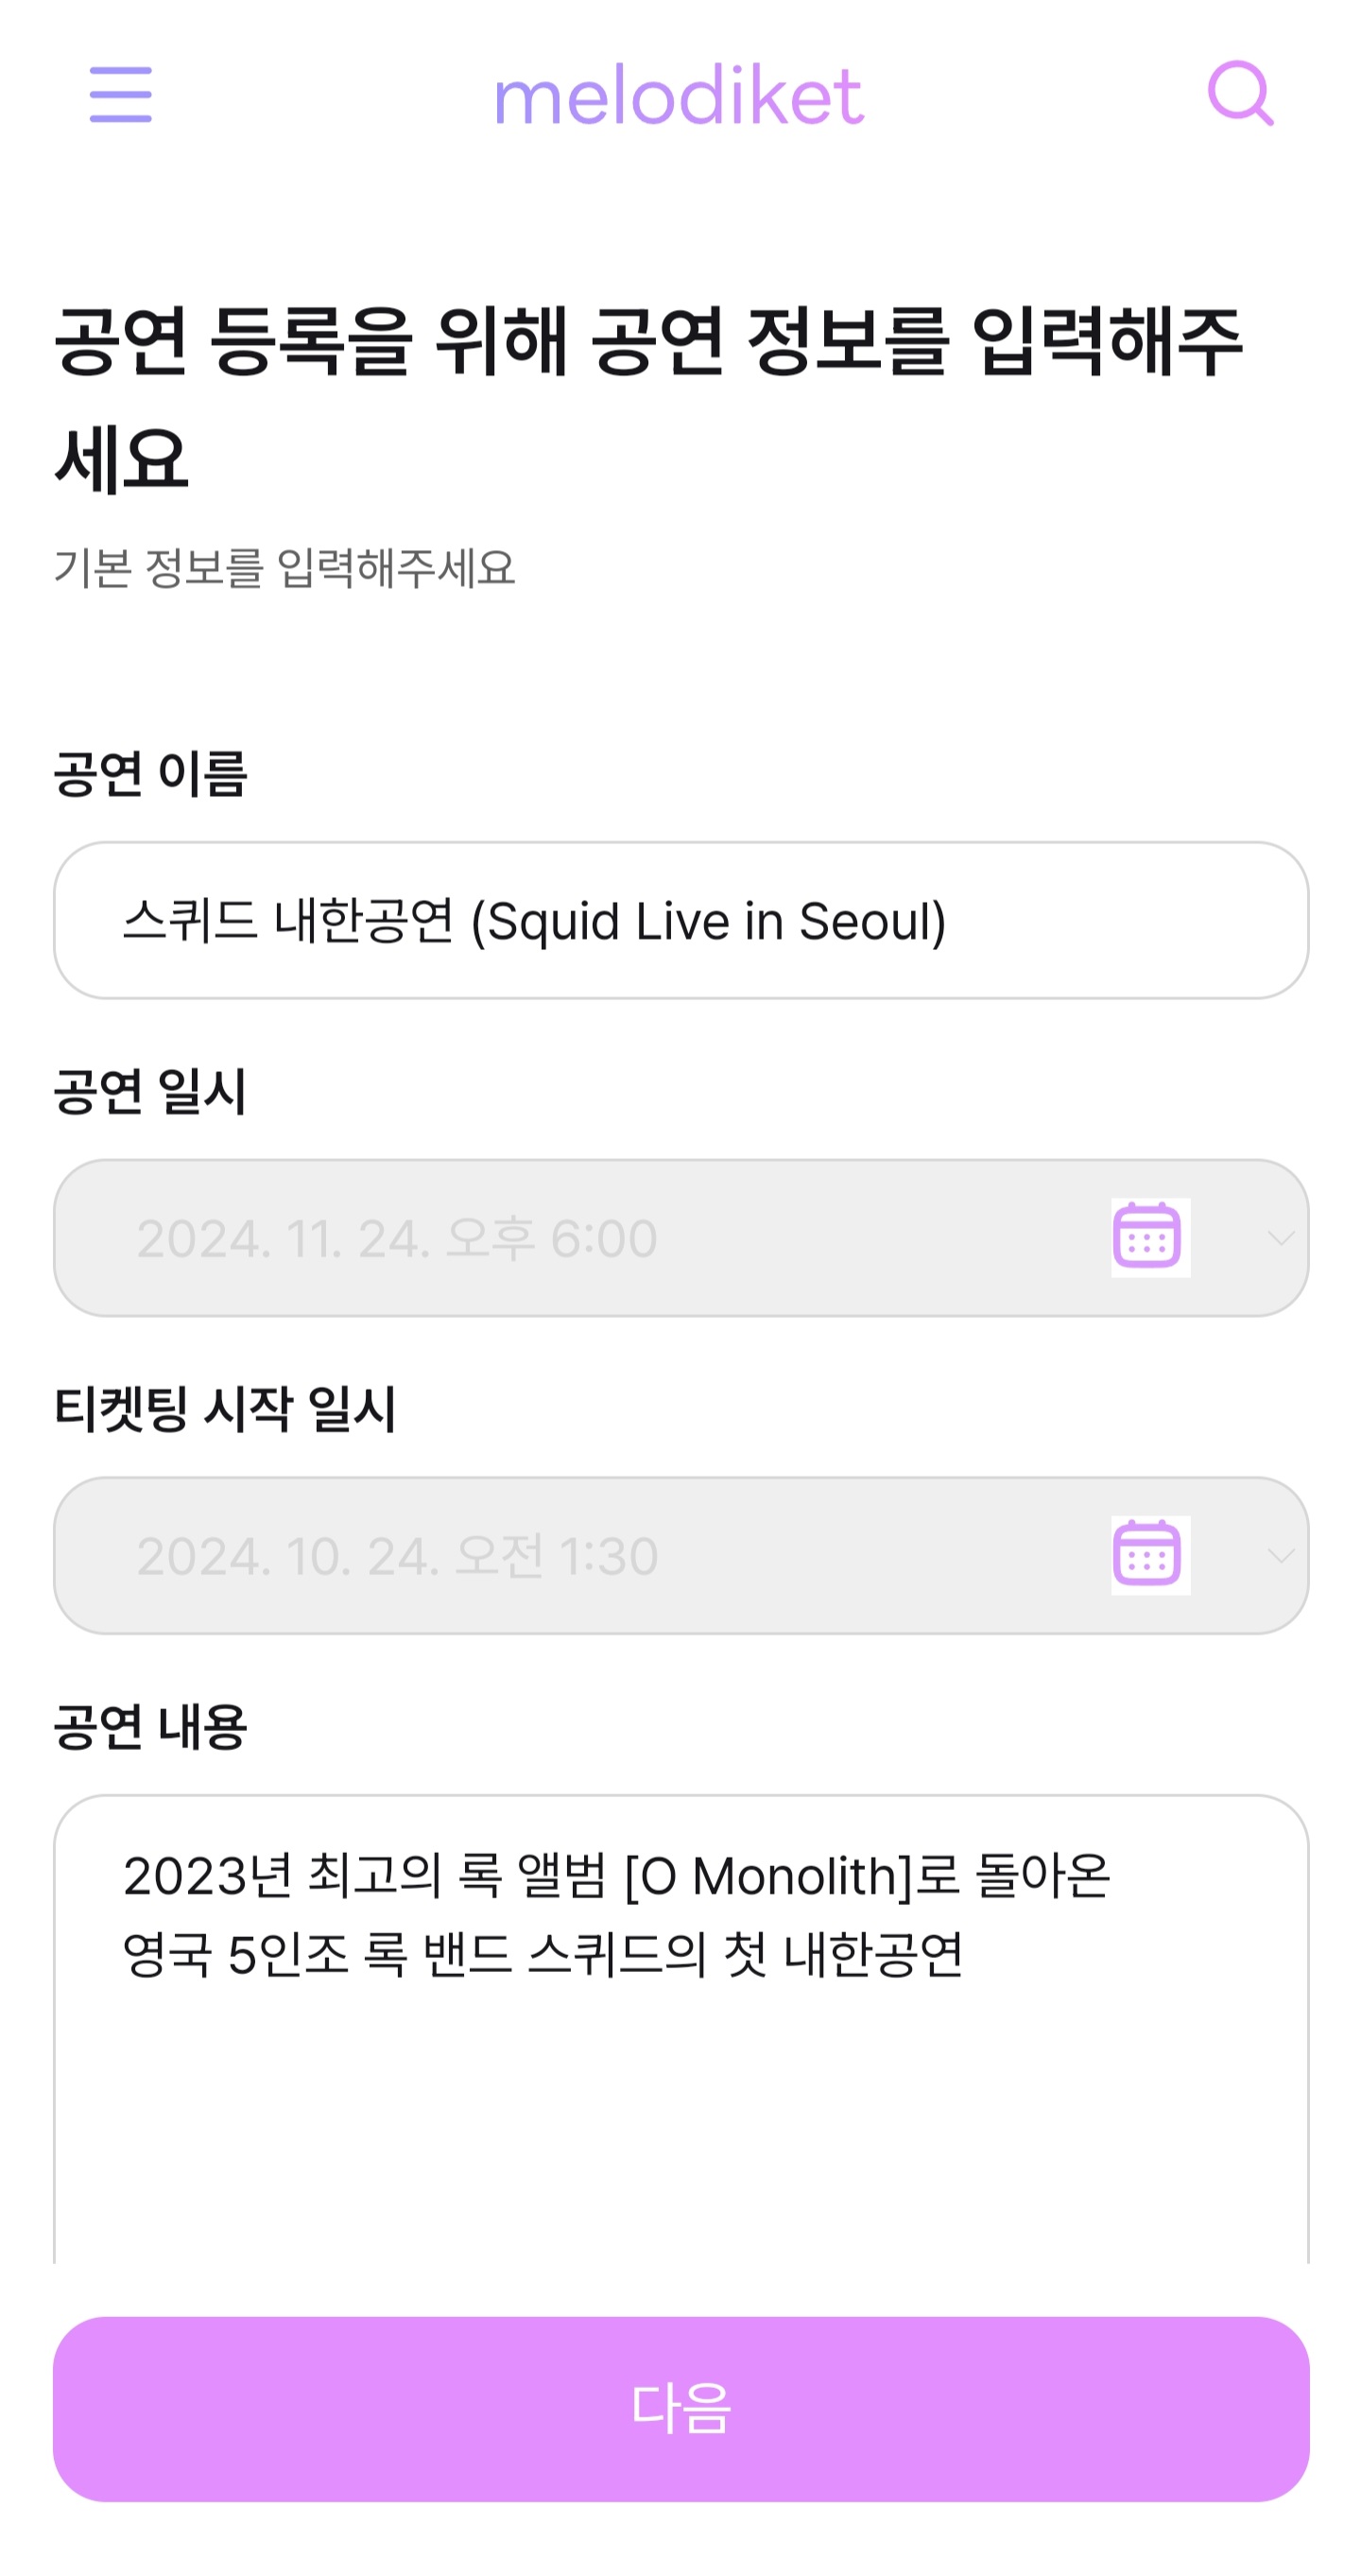 melodiket
공연 등록을 위해 공연 정보를 입력해주
세요
기본 정보를 입력해주세요
공연 이름
스퀴드 내한공연 (Squid Live in Seoul)
공연 일시
2024. 11. 24. 오후 6:00
티켓팅 시작 일시
2024. 10. 24. 오전 1:30
공연 내용
2023년 최고의 록 앨범 [O Monolith]로 돌아온
영국 5인조 록 밴드 스퀴드의 첫 내한공연
다음